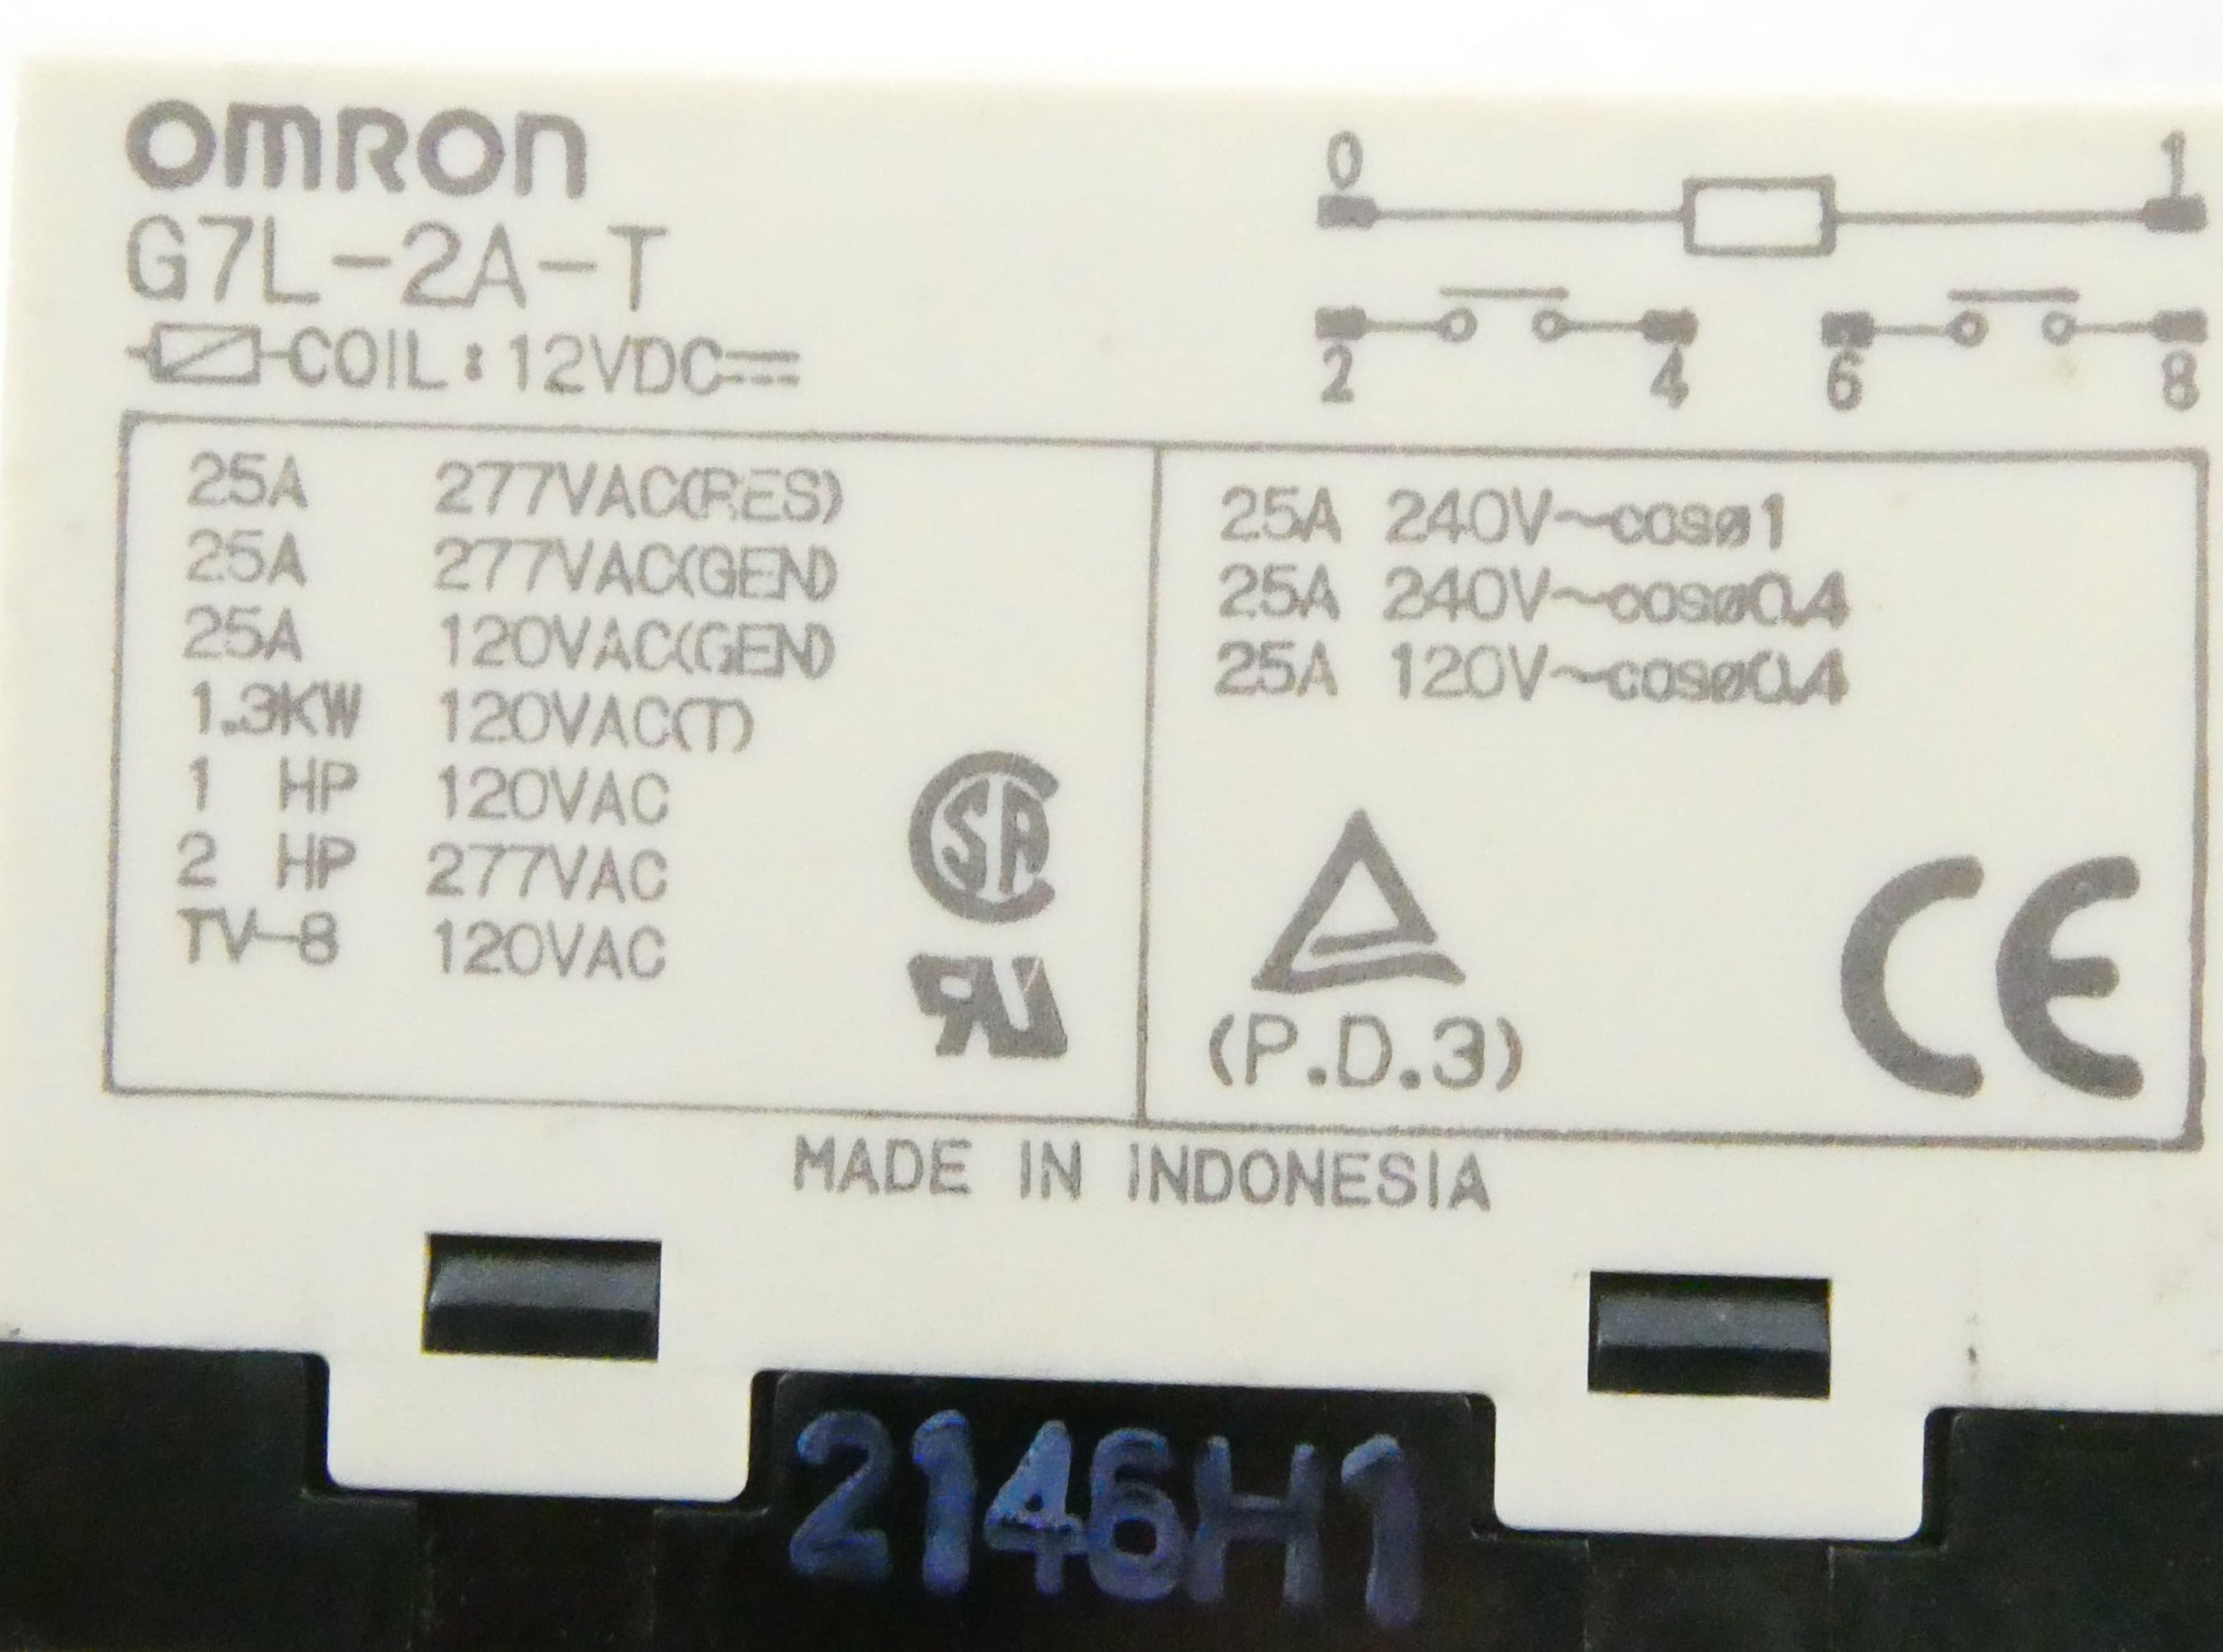 OMRON
G7L-2A-T
COIL: 12VDC
0 1
2 4 6 8
25A 277VAC(RES)
25A 277VAC(GEN)
25A 120VAC(GEN)
1.3KW 120VAC(T)
1 HP 120VAC
2 HP 277VAC
TV-8 120VAC
SA
RU
25A 240V~cosø1
25A 240V~cosø0.4
25A 120V~cosø0.4
(P.D.3)
CE
MADE IN INDONESIA
2146H1